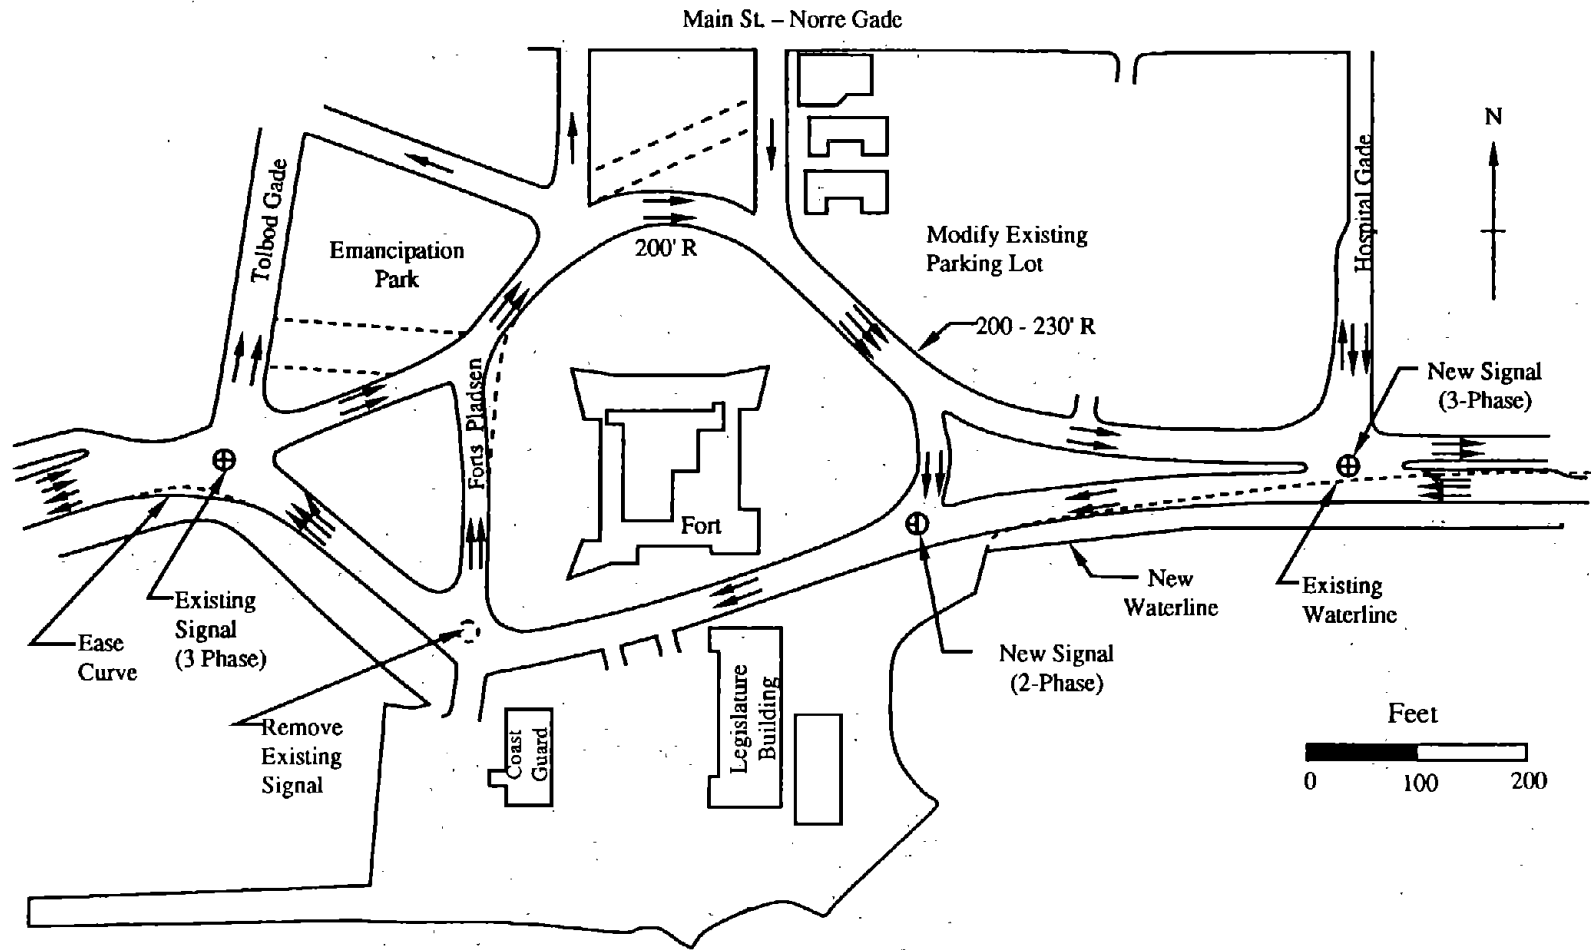 Main St. – Norre Gade
N
Tolbod Gade
Hospital Gade
Emancipation
Park
200' R
Modify Existing
Parking Lot
200 - 230' R
Forts Pladsen
New Signal
(3-Phase)
Fort
Existing
Signal
(3 Phase)
Ease
Curve
New
Waterline
Existing
Waterline
New Signal
(2-Phase)
Remove
Existing
Signal
Coast
Guard
Legislature
Building
Feet
0 100 200